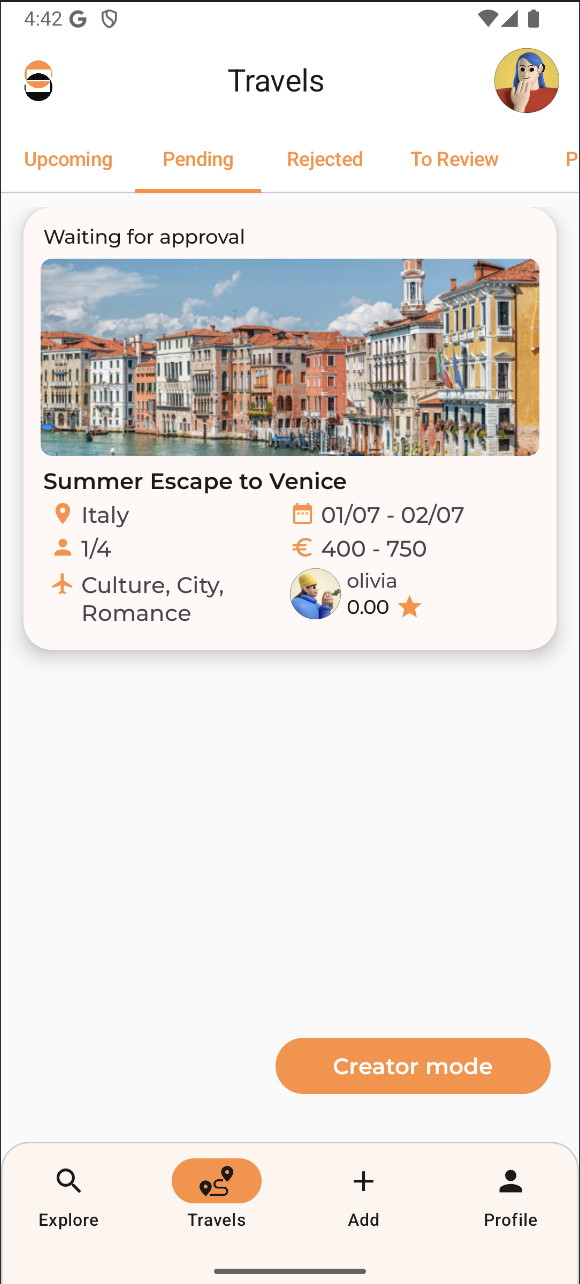 4:42
Travels
Upcoming Pending Rejected To Review P
Waiting for approval
Summer Escape to Venice
Italy 01/07 - 02/07
1/4 € 400 - 750
Culture, City, olivia
Romance 0.00
Creator mode
Explore Travels Add Profile